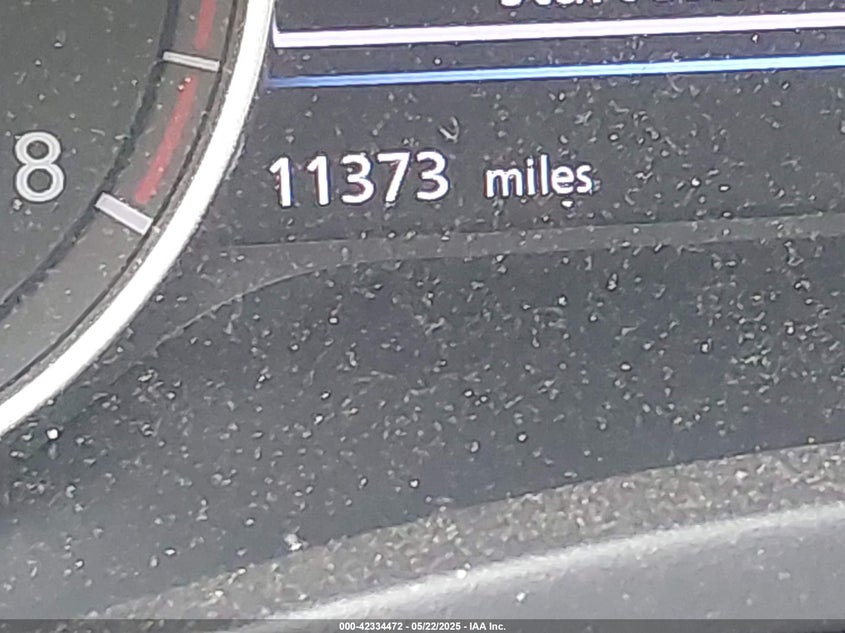 8
11373 miles
000-42334472 - 05/22/2025 - IAA Inc.